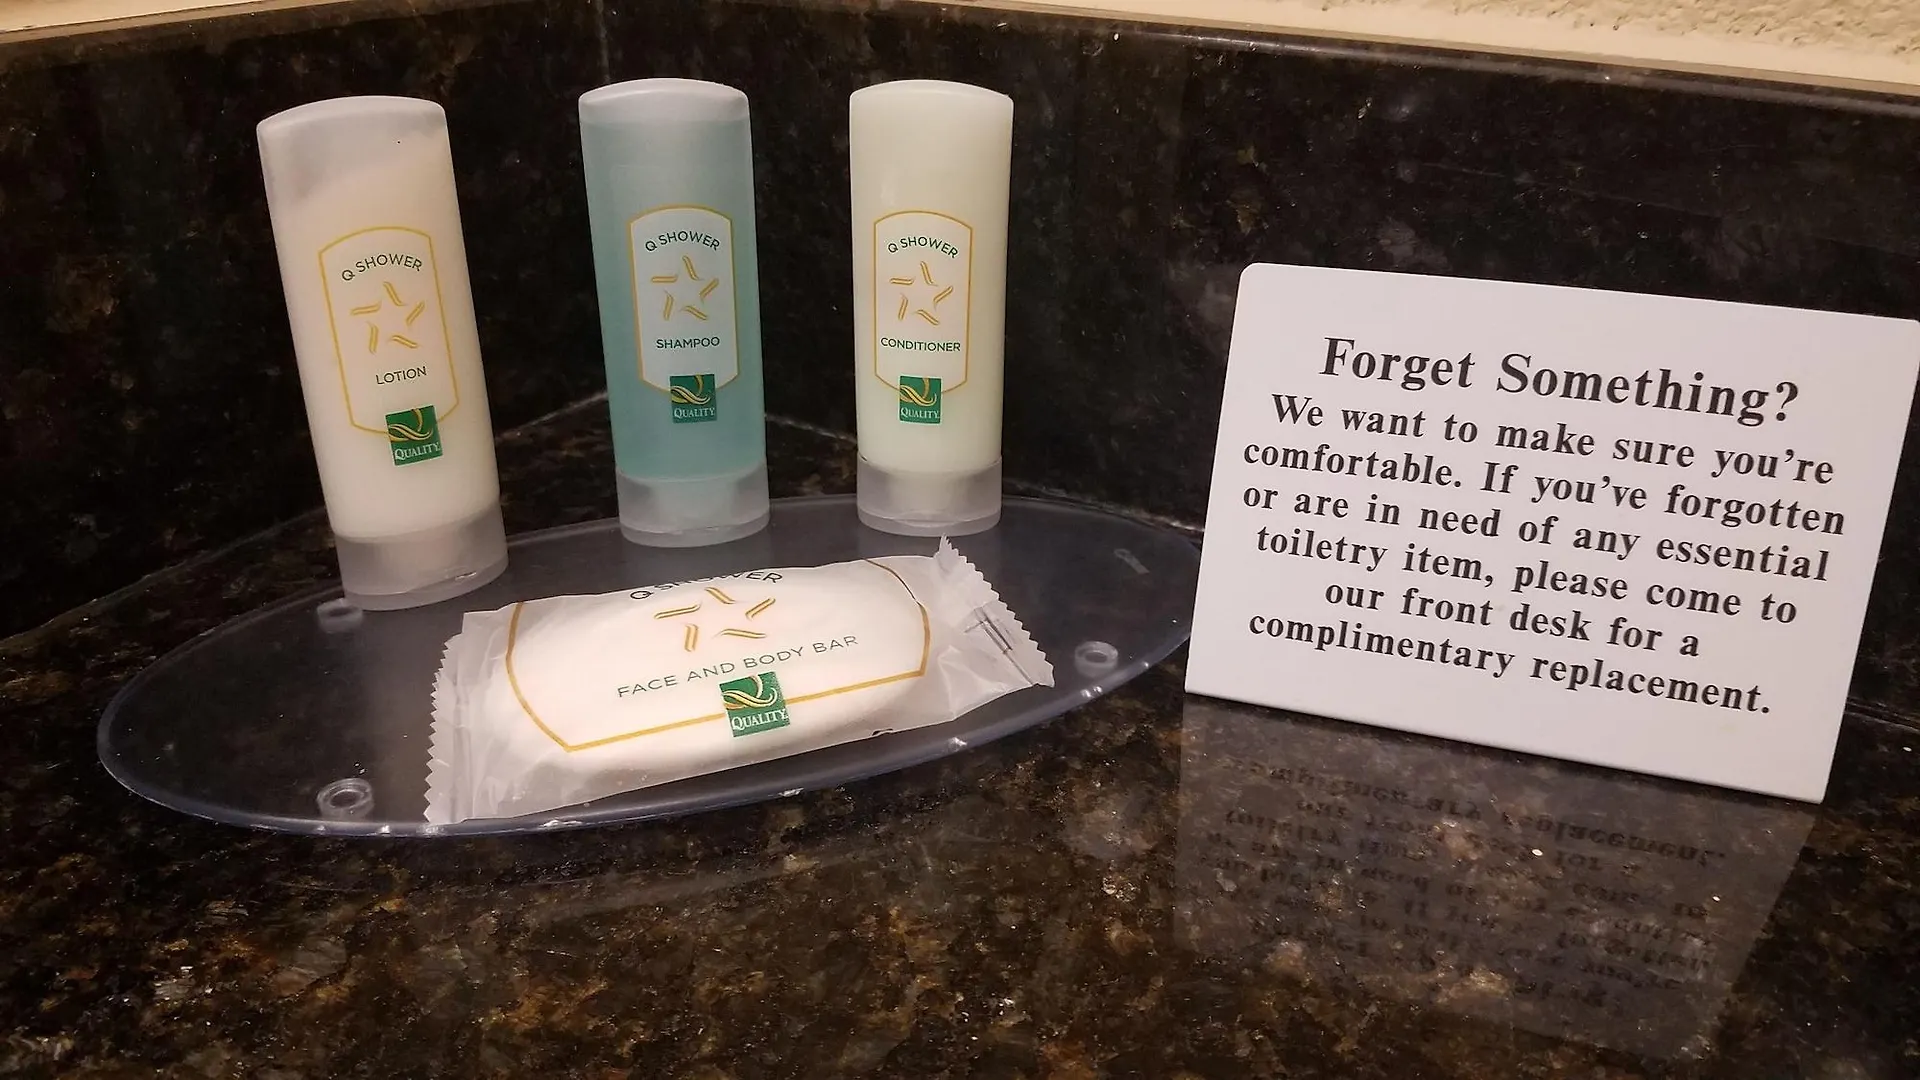 Q SHOWER
LOTION
QUALITY
Q SHOWER
SHAMPOO
QUALITY
Q SHOWER
CONDITIONER
QUALITY
Q SHOWER
FACE AND BODY BAR
QUALITY
Forget Something?
We want to make sure you're
comfortable. If you've forgotten
or are in need of any essential
toiletry item, please come to
our front desk for a
complimentary replacement.